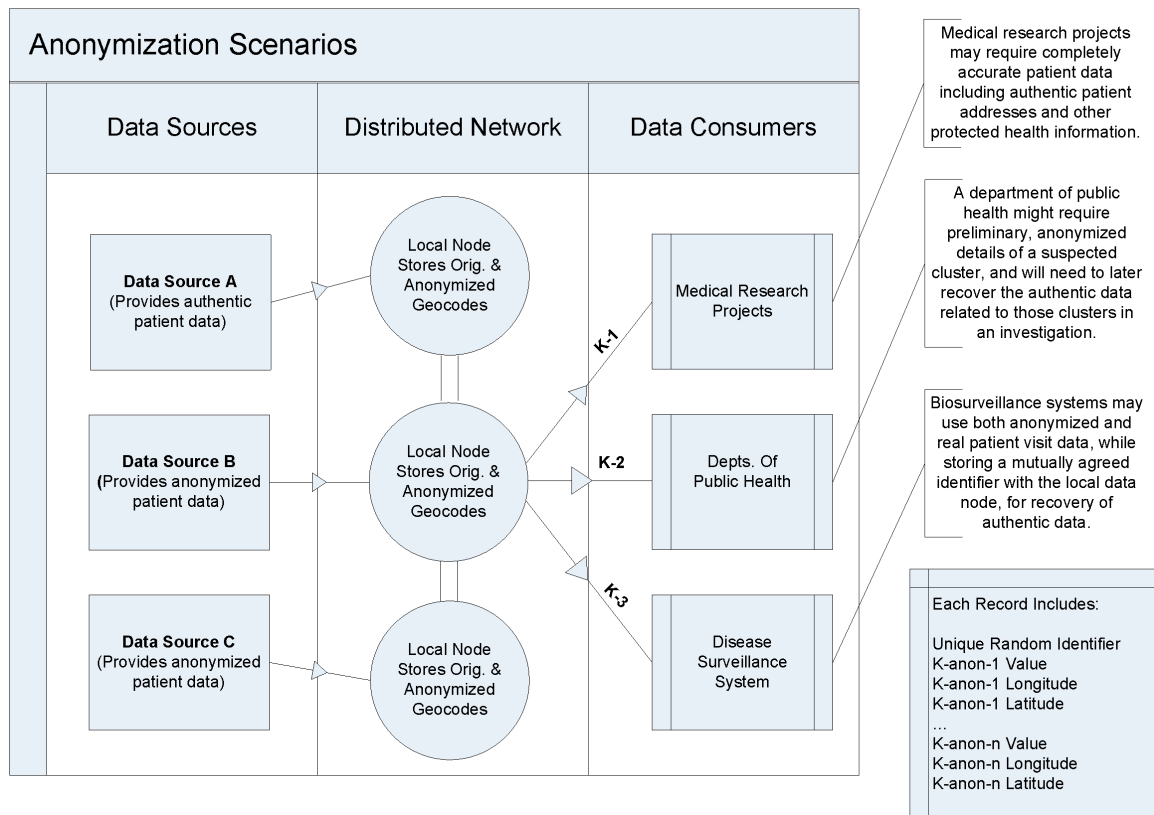 Anonymization Scenarios
Data Sources
Distributed Network
Data Consumers
Data Source A
(Provides authentic
patient data)
Data Source B
(Provides anonymized
patient data)
Data Source C
(Provides anonymized
patient data)
Local Node
Stores Orig. &
Anonymized
Geocodes
Local Node
Stores Orig. &
Anonymized
Geocodes
Local Node
Stores Orig. &
Anonymized
Geocodes
K-1
K-2
K-3
Medical Research
Projects
Depts. Of
Public Health
Disease
Surveillance
System
Medical research projects
may require completely
accurate patient data
including authentic patient
addresses and other
protected health information.
A department of public
health might require
preliminary, anonymized
details of a suspected
cluster, and will need to later
recover the authentic data
related to those clusters in
an investigation.
Biosurveillance systems may
use both anonymized and
real patient visit data, while
storing a mutually agreed
identifier with the local data
node, for recovery of
authentic data.
Each Record Includes:
Unique Random Identifier
K-anon-1 Value
K-anon-1 Longitude
K-anon-1 Latitude
...
K-anon-n Value
K-anon-n Longitude
K-anon-n Latitude